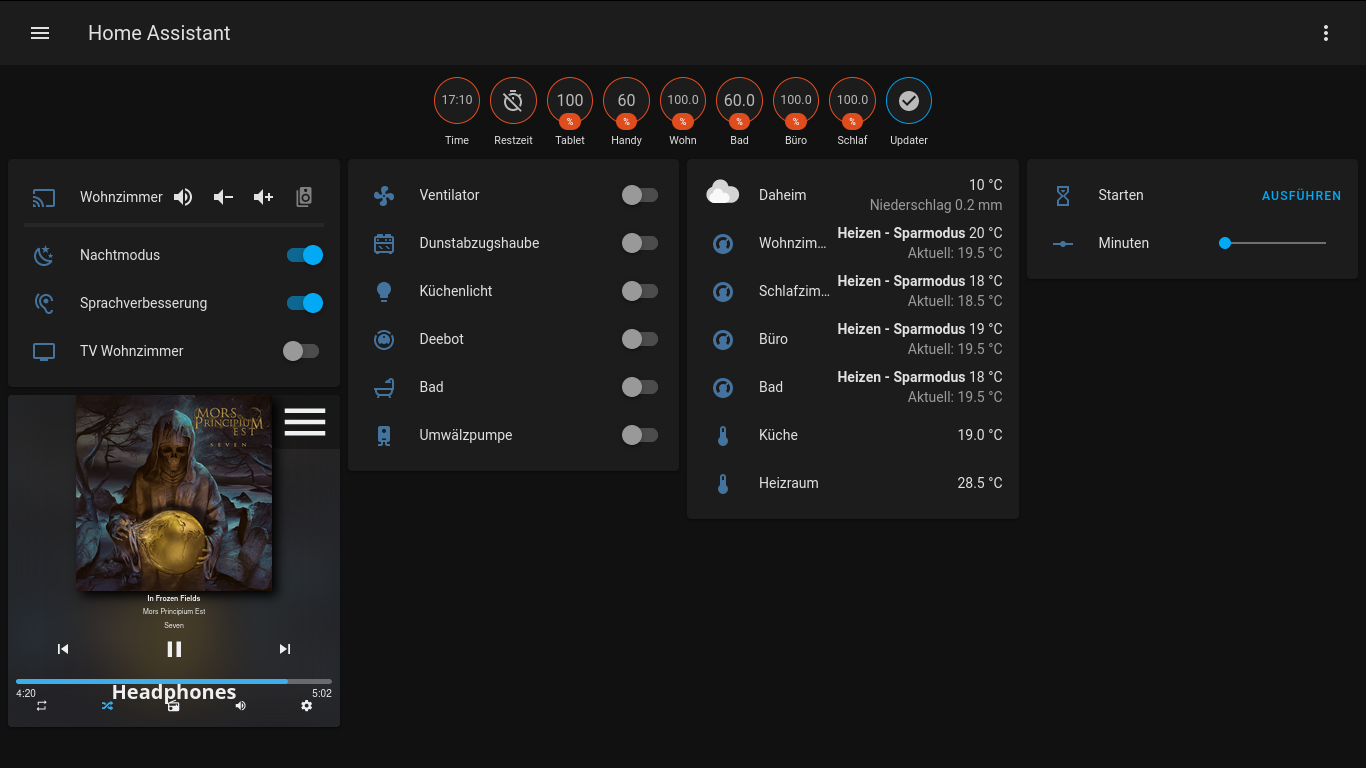 Home Assistant
17:10
100
60
100.0
60.0
100.0
100.0
%
%
%
%
%
%
Time
Restzeit
Tablet
Handy
Wohn
Bad
Büro
Schlaf
Updater
Wohnzimmer
Nachtmodus
Sprachverbesserung
TV Wohnzimmer
MORS
PRINCIPIUM
EST
SEVEN
In Frozen Fields
Mors Principium Est
Seven
4:20
Headphones
5:02
Ventilator
Dunstabzugshaube
Küchenlicht
Deebot
Bad
Umwälzpumpe
Daheim
10 °C
Niederschlag 0.2 mm
Wohnzim…
Heizen - Sparmodus 20 °C
Aktuell: 19.5 °C
Schlafzim…
Heizen - Sparmodus 18 °C
Aktuell: 18.5 °C
Büro
Heizen - Sparmodus 19 °C
Aktuell: 19.5 °C
Bad
Heizen - Sparmodus 18 °C
Aktuell: 19.5 °C
Küche
19.0 °C
Heizraum
28.5 °C
Starten
AUSFÜHREN
Minuten